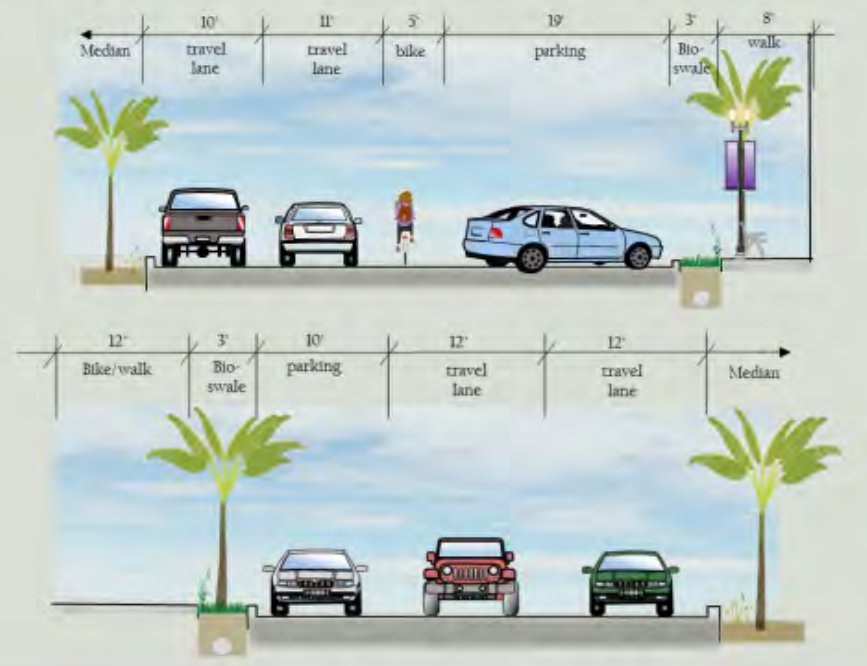 10' 11' 5' 19' 3' 8'
Median travel lane travel lane bike parking Bio-swale walk
12' 3' 10' 12' 12'
Bike/walk Bio-swale parking travel lane travel lane Median